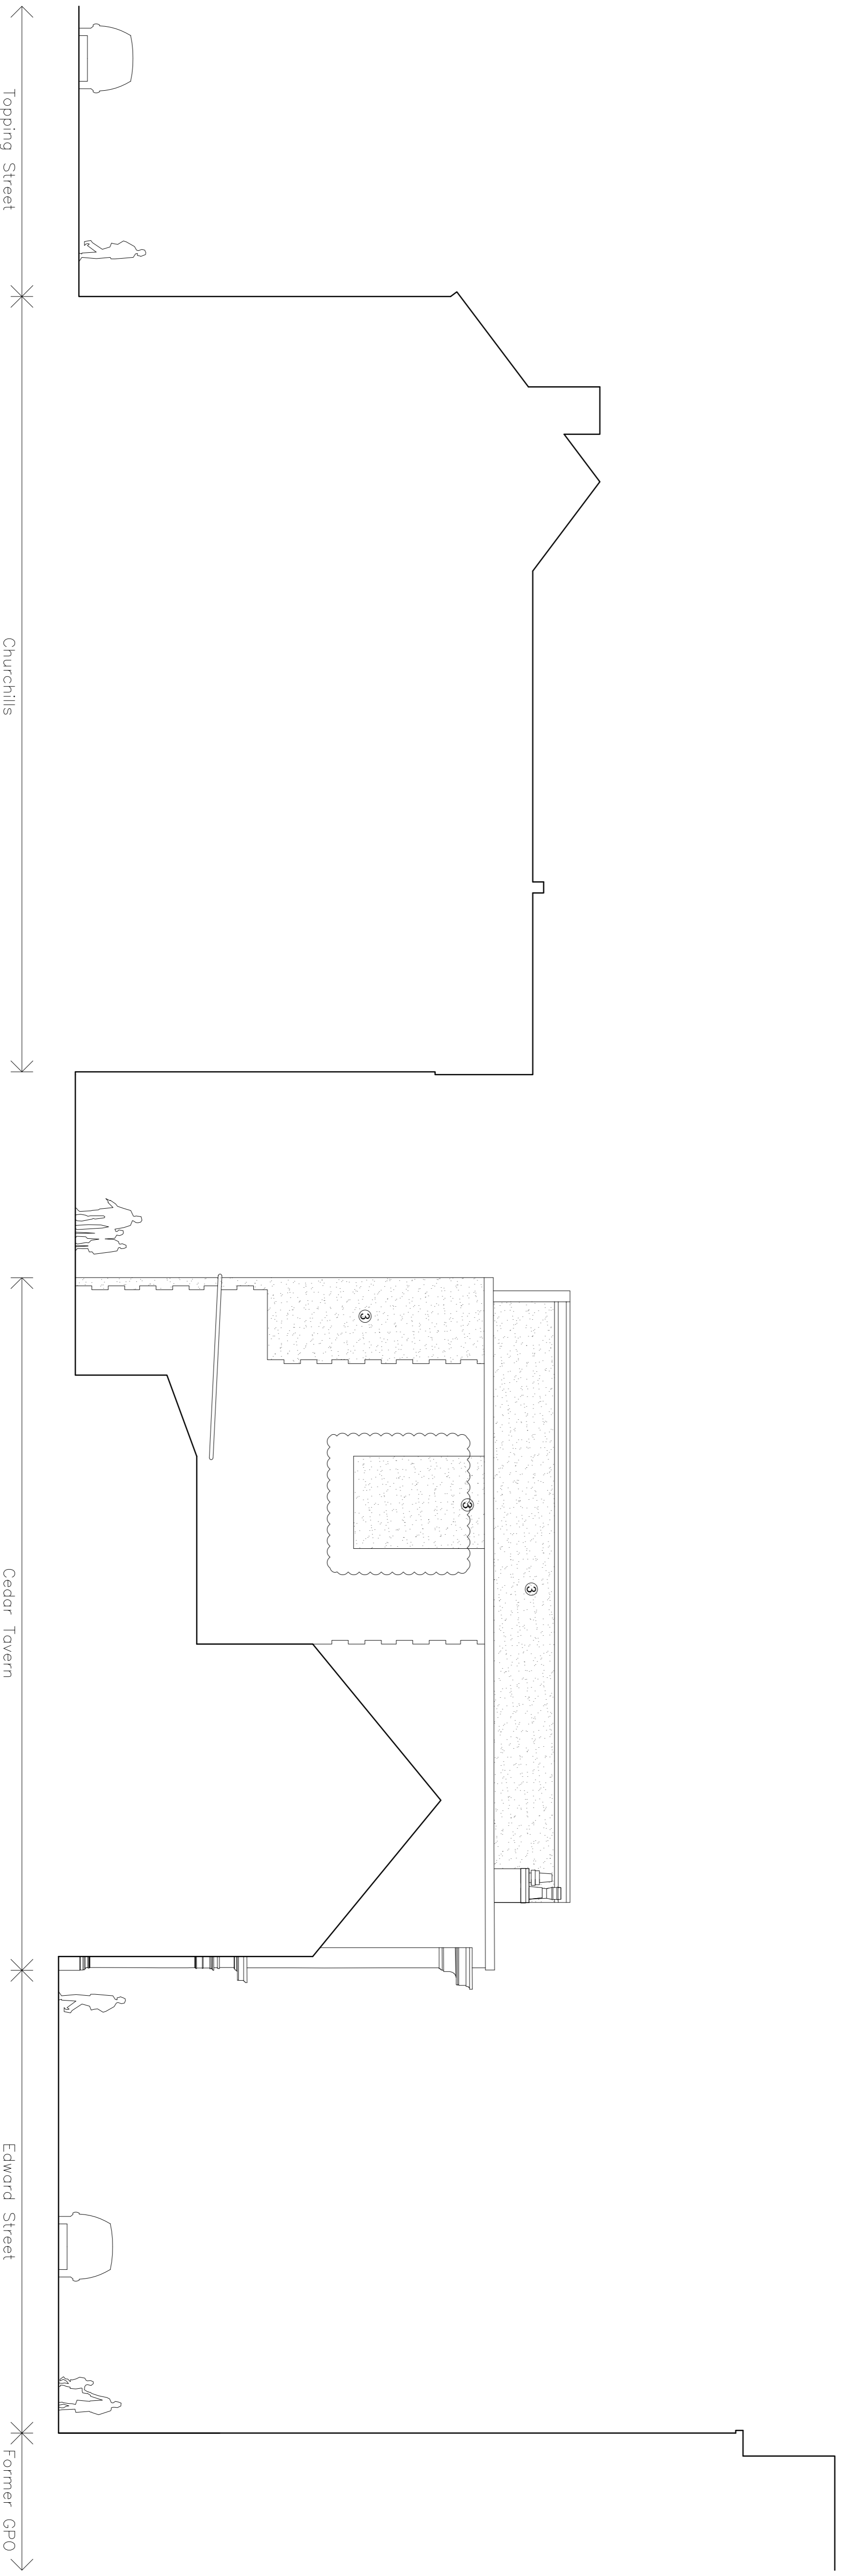 3
3
3
Topping Street
Churchills
Cedar Tavern
Edward Street
Former GPO